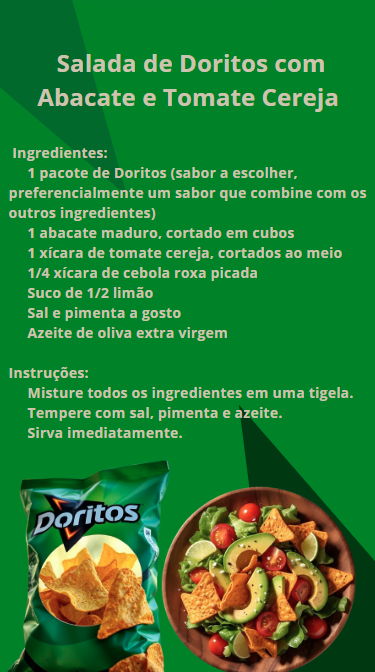 Salada de Doritos com
Abacate e Tomate Cereja
Ingredientes:
1 pacote de Doritos (sabor a escolher,
preferencialmente um sabor que combine com os
outros ingredientes)
1 abacate maduro, cortado em cubos
1 xícara de tomate cereja, cortados ao meio
1/4 xícara de cebola roxa picada
Suco de 1/2 limão
Sal e pimenta a gosto
Azeite de oliva extra virgem
Instruções:
Misture todos os ingredientes em uma tigela.
Tempere com sal, pimenta e azeite.
Sirva imediatamente.
Doritos